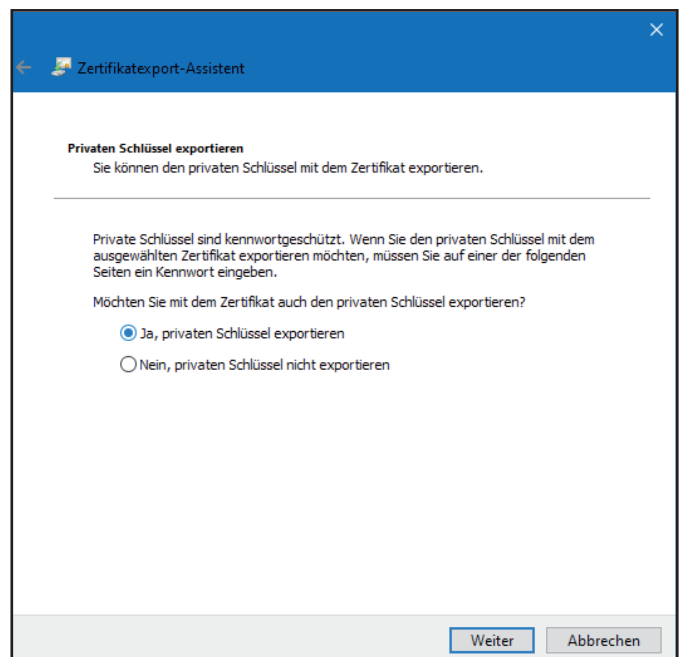 Zertifikatexport-Assistent
Privaten Schlüssel exportieren
Sie können den privaten Schlüssel mit dem Zertifikat exportieren.
Private Schlüssel sind kennwortgeschützt. Wenn Sie den privaten Schlüssel mit dem
ausgewählten Zertifikat exportieren möchten, müssen Sie auf einer der folgenden
Seiten ein Kennwort eingeben.
Möchten Sie mit dem Zertifikat auch den privaten Schlüssel exportieren?
Ja, privaten Schlüssel exportieren
Nein, privaten Schlüssel nicht exportieren
Weiter Abbrechen